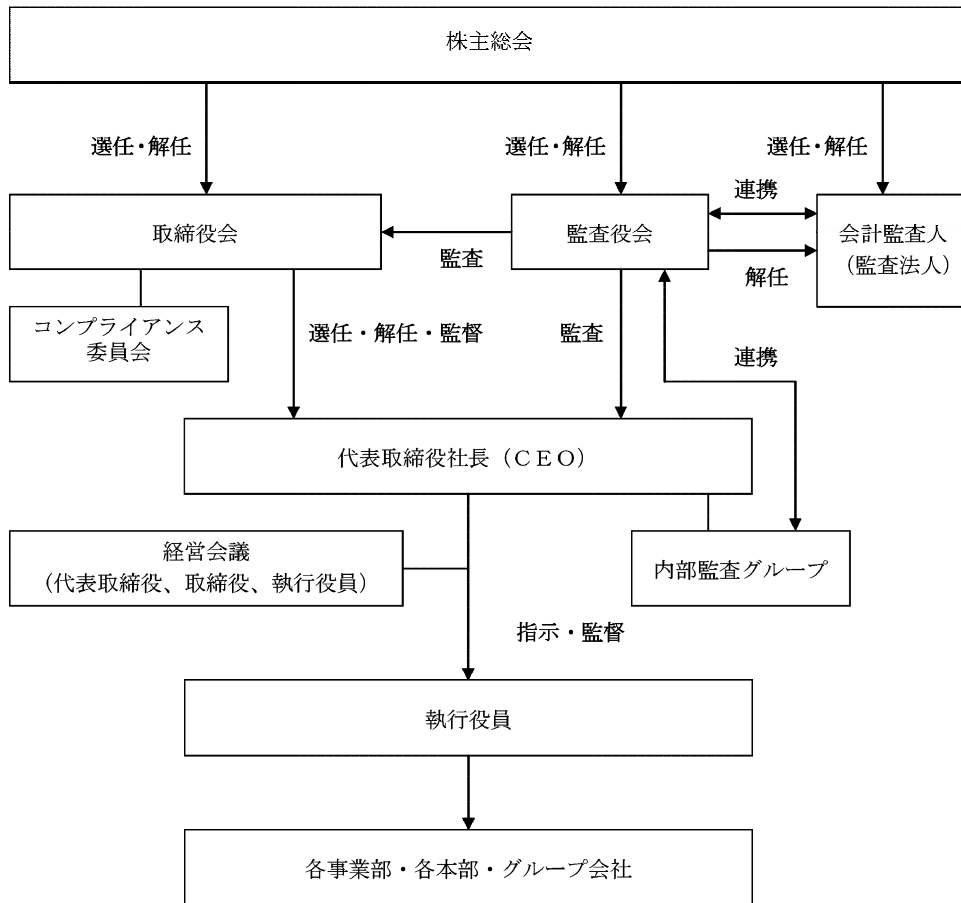 株主総会
選任・解任
選任・解任
選任・解任
連携
取締役会
監査役会
会計監査人
（監査法人）
監査
解任
コンプライアンス
委員会
選任・解任・監督
監査
連携
代表取締役社長（ＣＥＯ）
経営会議
（代表取締役、取締役、執行役員）
内部監査グループ
指示・監督
執行役員
各事業部・各本部・グループ会社